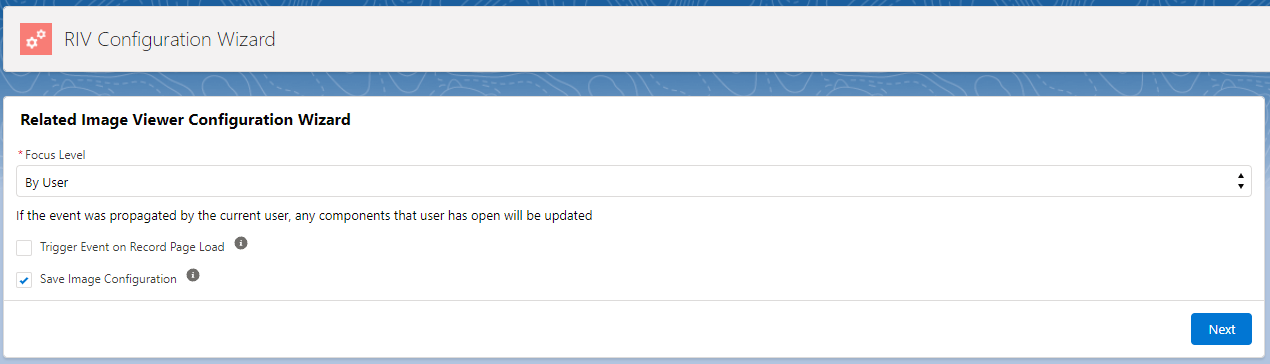 RIV Configuration Wizard
Related Image Viewer Configuration Wizard
*Focus Level
By User
If the event was propagated by the current user, any components that user has open will be updated
Trigger Event on Record Page Load
Save Image Configuration
Next